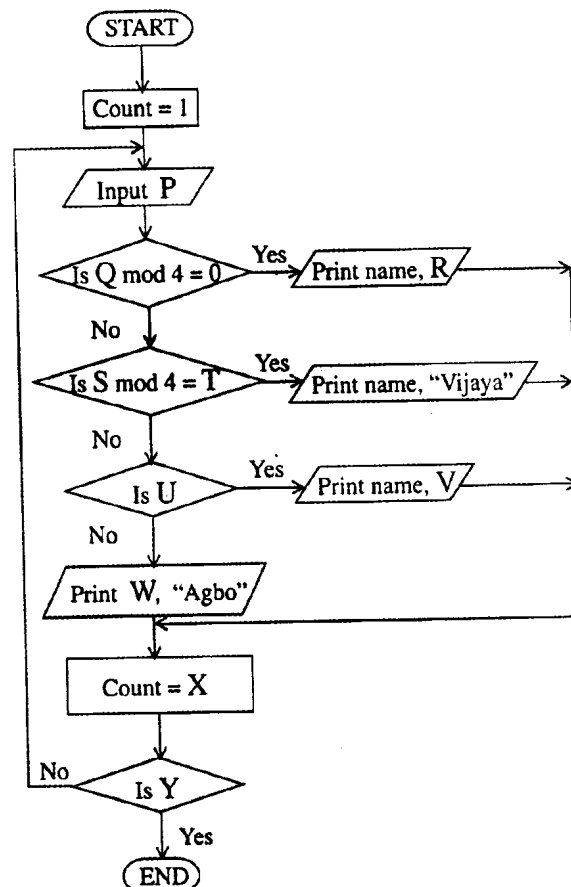 START
Count = 1
Input P
Is Q mod 4 = 0
Yes
Print name, R
No
Is S mod 4 = T
Yes
Print name, “Vijaya”
No
Is U
Yes
Print name, V
No
Print W, “Agbo”
Count = X
No
Is Y
Yes
END